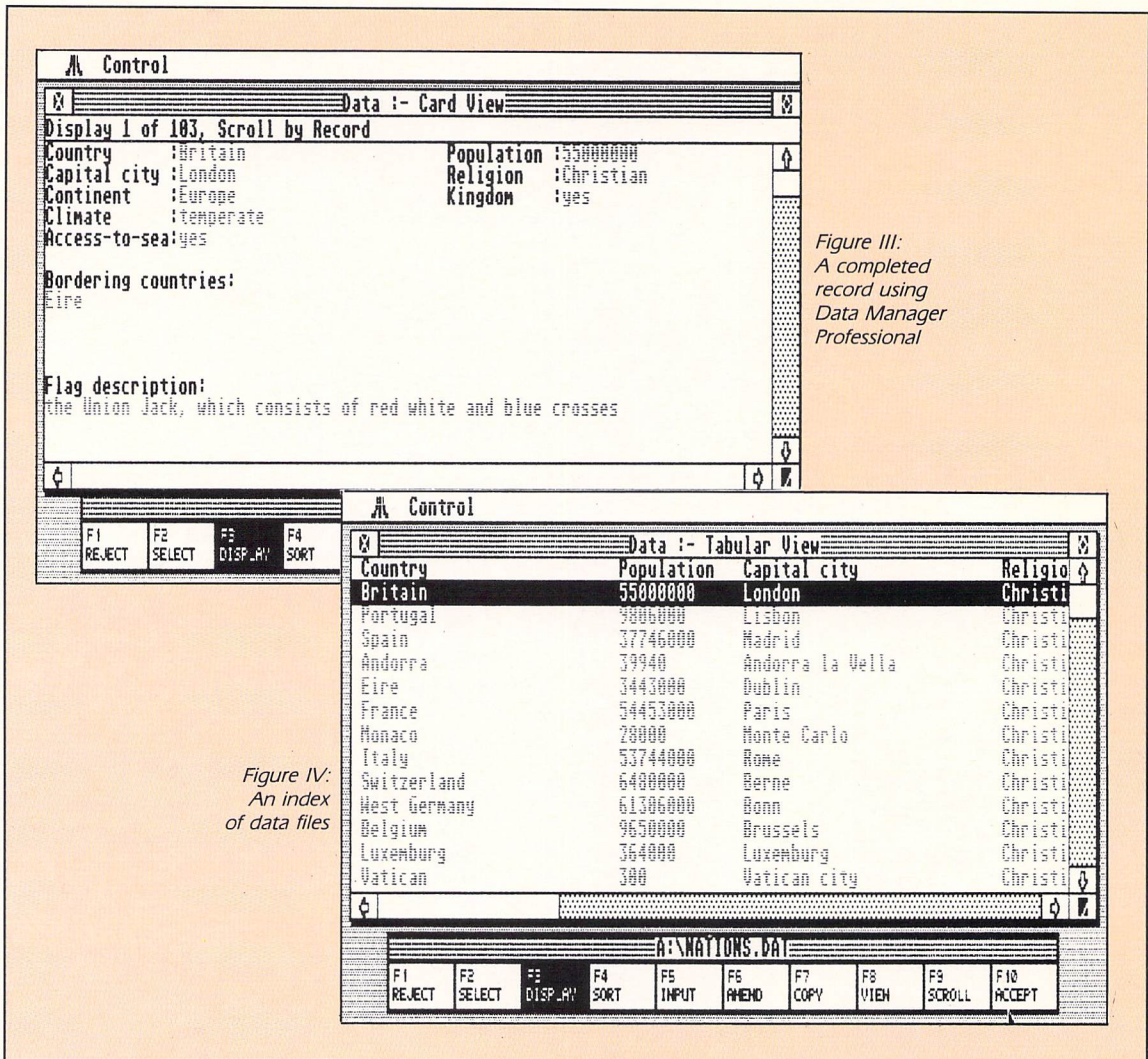 Control
Data :- Card View
Display 1 of 103, Scroll by Record
Country :Britain Population :55000000
Capital city :London Religion :Christian
Continent :Europe Kingdom :yes
Climate :temperate
Access-to-sea:yes
Bordering countries:
Eire
Flag description:
the Union Jack, which consists of red white and blue crosses
F1 F2 F3 F4
REJECT SELECT DISPLAY SORT
Figure III:
A completed
record using
Data Manager
Professional
Control
Data :- Tabular View
Country Population Capital city Religio
Britain 55000000 London Christi
Portugal 9806000 Lisbon Christi
Spain 37746000 Madrid Christi
Andorra 39940 Andorra la Vella Christi
Eire 3443000 Dublin Christi
France 54453000 Paris Christi
Monaco 28000 Monte Carlo Christi
Italy 53744000 Rome Christi
Switzerland 6480000 Berne Christi
West Germany 61306000 Bonn Christi
Belgium 9650000 Brussels Christi
Luxemburg 364000 Luxemburg Christi
Vatican 300 Vatican city Christi
A:\NATIONS.DAT
F1 F2 F3 F4 F5 F6 F7 F8 F9 F10
REJECT SELECT DISPLAY SORT INPUT AMEND COPY VIEW SCROLL ACCEPT
Figure IV:
An index
of data files